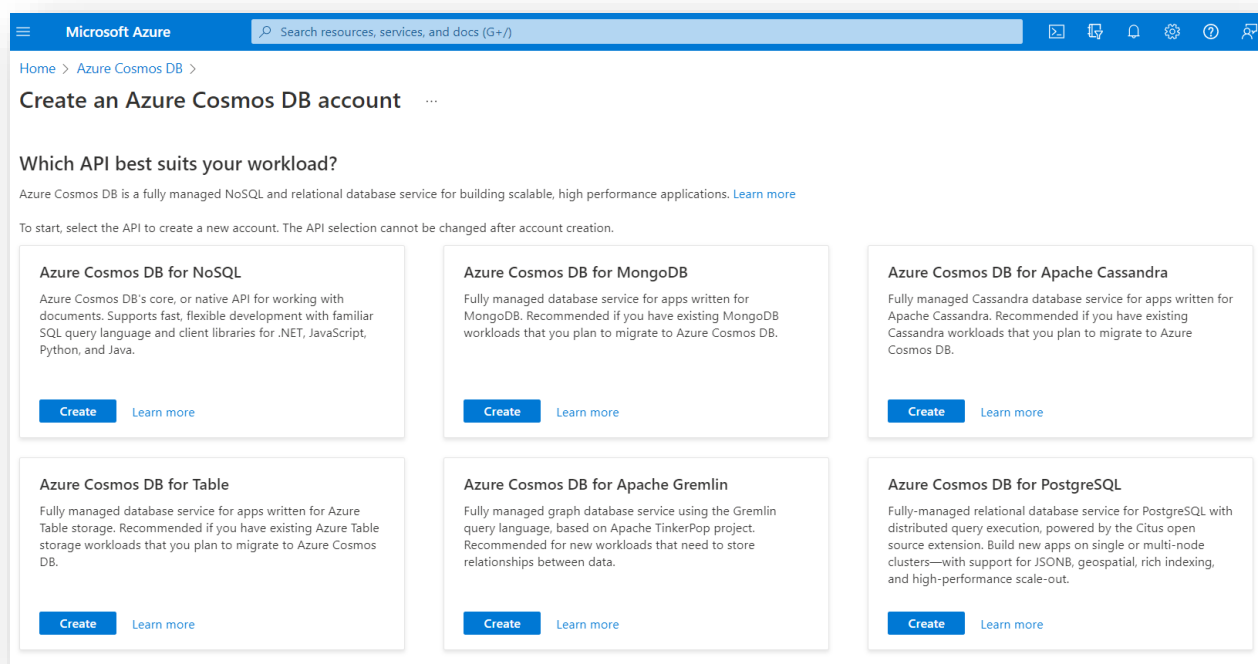 Microsoft Azure
Search resources, services, and docs (G+/)
Home > Azure Cosmos DB >
Create an Azure Cosmos DB account ...
Which API best suits your workload?
Azure Cosmos DB is a fully managed NoSQL and relational database service for building scalable, high performance applications. Learn more
To start, select the API to create a new account. The API selection cannot be changed after account creation.
Azure Cosmos DB for NoSQL
Azure Cosmos DB's core, or native API for working with
documents. Supports fast, flexible development with familiar
SQL query language and client libraries for .NET, JavaScript,
Python, and Java.
Create Learn more
Azure Cosmos DB for MongoDB
Fully managed database service for apps written for
MongoDB. Recommended if you have existing MongoDB
workloads that you plan to migrate to Azure Cosmos DB.
Create Learn more
Azure Cosmos DB for Apache Cassandra
Fully managed Cassandra database service for apps written for
Apache Cassandra. Recommended if you have existing
Cassandra workloads that you plan to migrate to Azure
Cosmos DB.
Create Learn more
Azure Cosmos DB for Table
Fully managed database service for apps written for Azure
Table storage. Recommended if you have existing Azure Table
storage workloads that you plan to migrate to Azure Cosmos
DB.
Create Learn more
Azure Cosmos DB for Apache Gremlin
Fully managed graph database service using the Gremlin
query language, based on Apache TinkerPop project.
Recommended for new workloads that need to store
relationships between data.
Create Learn more
Azure Cosmos DB for PostgreSQL
Fully-managed relational database service for PostgreSQL with
distributed query execution, powered by the Citus open
source extension. Build new apps on single or multi-node
clusters—with support for JSONB, geospatial, rich indexing,
and high-performance scale-out.
Create Learn more